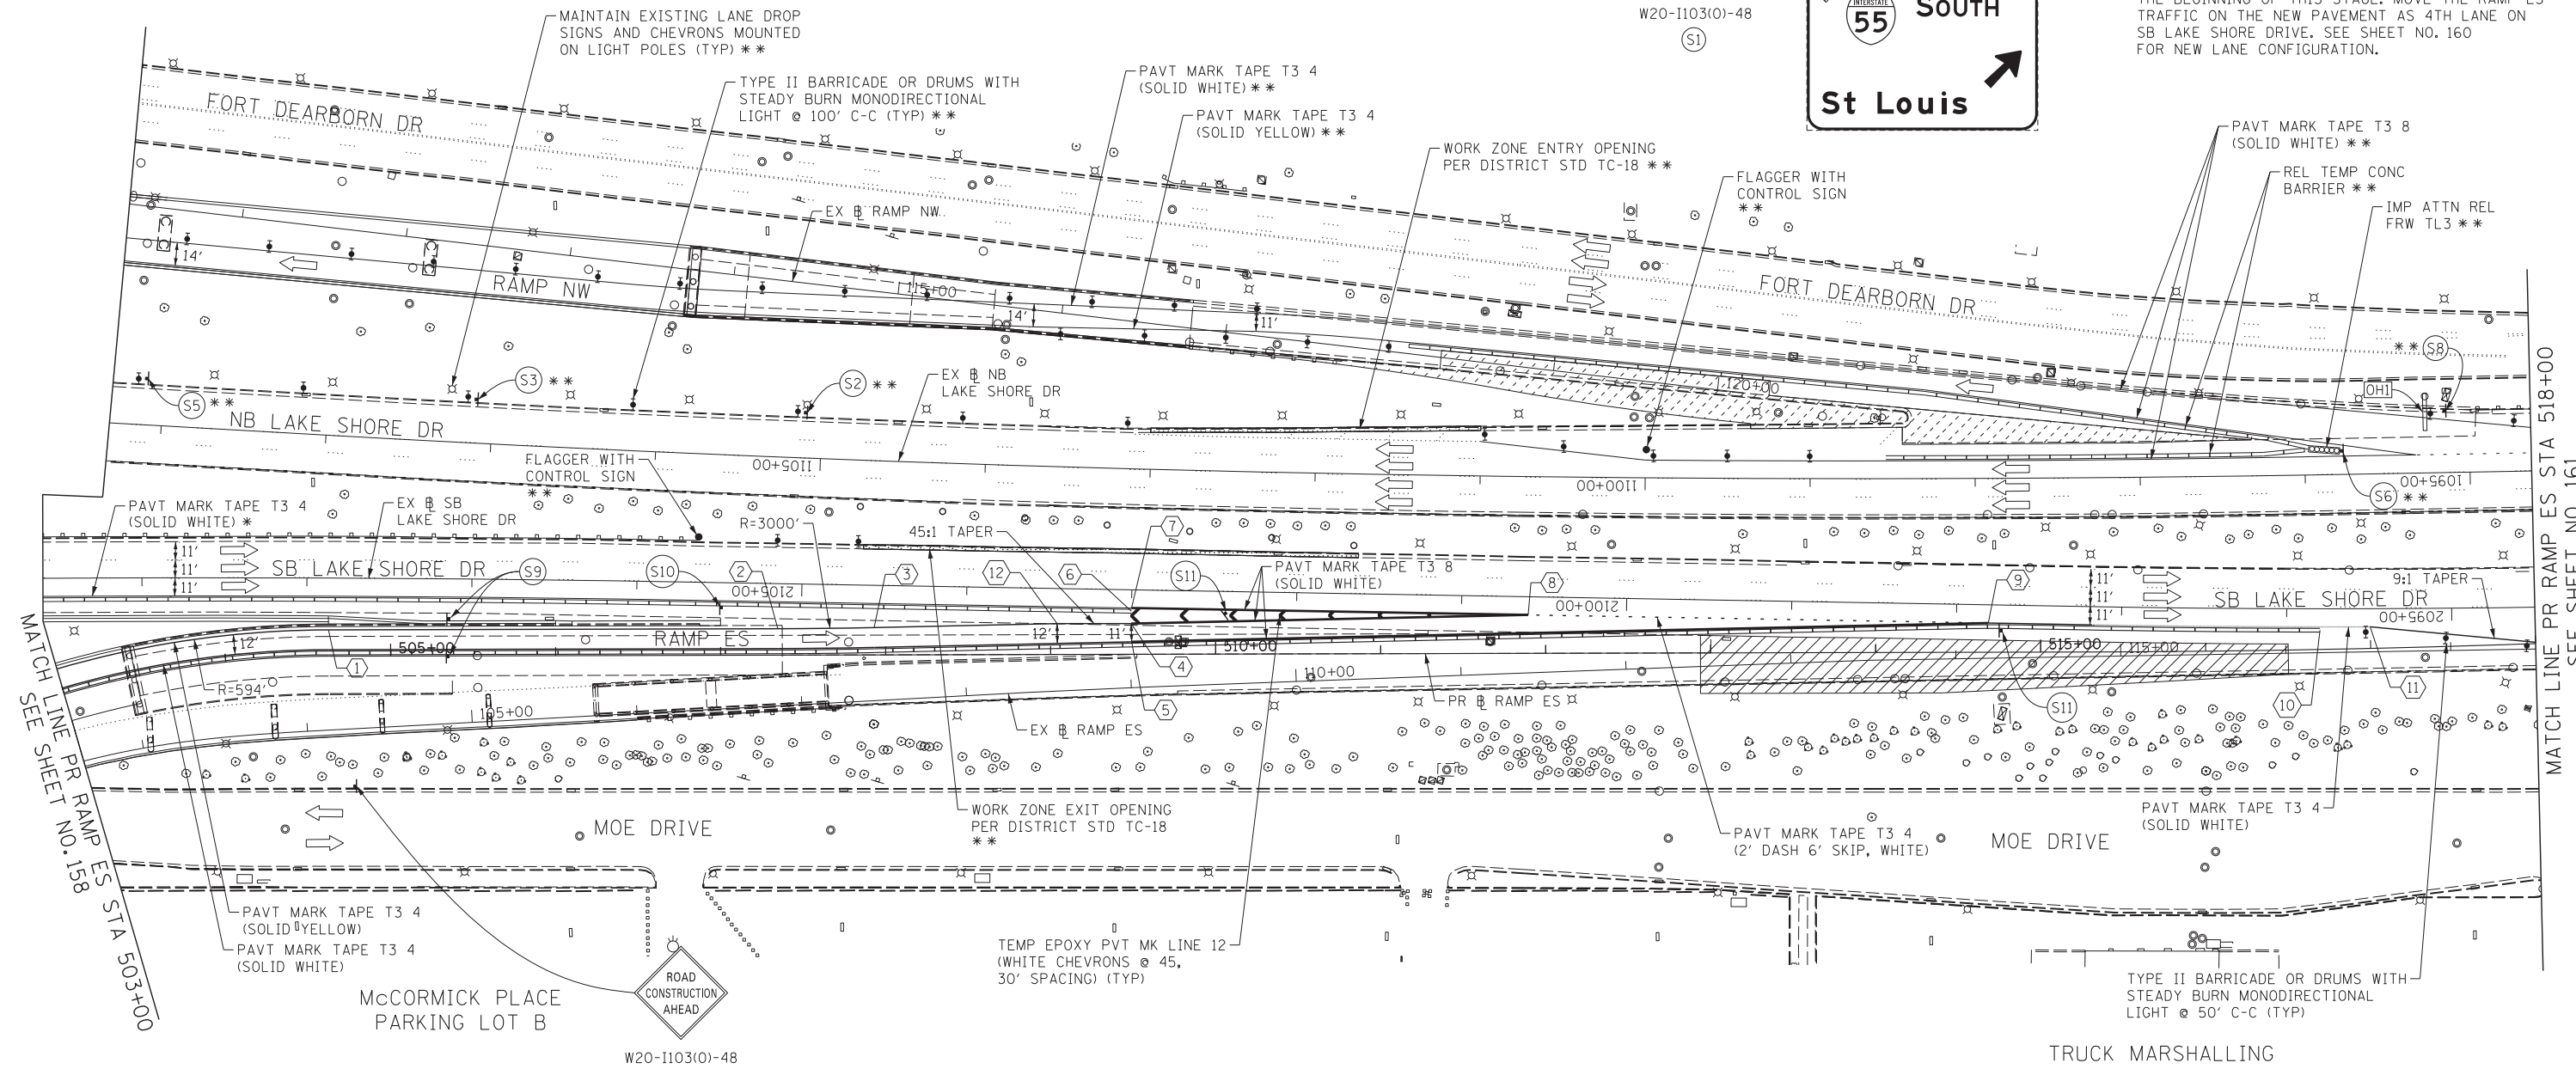 MAINTAIN EXISTING LANE DROP
SIGNS AND CHEVRONS MOUNTED
ON LIGHT POLES (TYP) **
TYPE II BARRICADE OR DRUMS WITH
STEADY BURN MONODIRECTIONAL
LIGHT @ 100' C-C (TYP) **
PAVT MARK TAPE T3 4
(SOLID WHITE) **
PAVT MARK TAPE T3 4
(SOLID YELLOW) **
WORK ZONE ENTRY OPENING
PER DISTRICT STD TC-18 **
W20-I103(O)-48
S1
INTERSTATE
55
SOUTH
St Louis
TRAFFIC ON THE NEW PAVEMENT AS 4TH LANE ON
SB LAKE SHORE DRIVE. SEE SHEET NO. 160
FOR NEW LANE CONFIGURATION.
FLAGGER WITH
CONTROL SIGN
**
PAVT MARK TAPE T3 8
(SOLID WHITE) **
REL TEMP CONC
BARRIER **
IMP ATTN REL
FRW TL3 **
FORT DEARBORN DR
EX BL RAMP NW
14'
RAMP NW
115+00
14'
11'
FORT DEARBORN DR
120+00
** S8
OH1
S5 **
S3 **
S2 **
EX BL NB
LAKE SHORE DR
NB LAKE SHORE DR
1105+00
1100+00
1095+00
S6 **
FLAGGER WITH
CONTROL SIGN
**
PAVT MARK TAPE T3 4
(SOLID WHITE) *
EX BL SB
LAKE SHORE DR
R=3000'
45:1 TAPER
7
11'
11'
11'
SB LAKE SHORE DR
S9
S10
2
3
12
6
S11
PAVT MARK TAPE T3 8
(SOLID WHITE)
8
9
11'
11'
11'
9:1 TAPER
SB LAKE SHORE DR
2105+00
2100+00
2095+00
12'
RAMP ES
505+00
12'
11'
510+00
515+00
115+00
1
R=594'
105+00
4
5
110+00
PR BL RAMP ES
EX BL RAMP ES
S11
10
11
MATCH LINE PR RAMP ES STA 503+00
SEE SHEET NO. 158
MATCH LINE PR RAMP ES STA 518+00
SEE SHEET NO. 161
MOE DRIVE
WORK ZONE EXIT OPENING
PER DISTRICT STD TC-18
**
PAVT MARK TAPE T3 4
(2' DASH 6' SKIP, WHITE)
MOE DRIVE
PAVT MARK TAPE T3 4
(SOLID WHITE)
PAVT MARK TAPE T3 4
(SOLID YELLOW)
PAVT MARK TAPE T3 4
(SOLID WHITE)
TEMP EPOXY PVT MK LINE 12
(WHITE CHEVRONS @ 45,
30' SPACING) (TYP)
TYPE II BARRICADE OR DRUMS WITH
STEADY BURN MONODIRECTIONAL
LIGHT @ 50' C-C (TYP)
McCORMICK PLACE
PARKING LOT B
ROAD
CONSTRUCTION
AHEAD
W20-I103(O)-48
TRUCK MARSHALLING